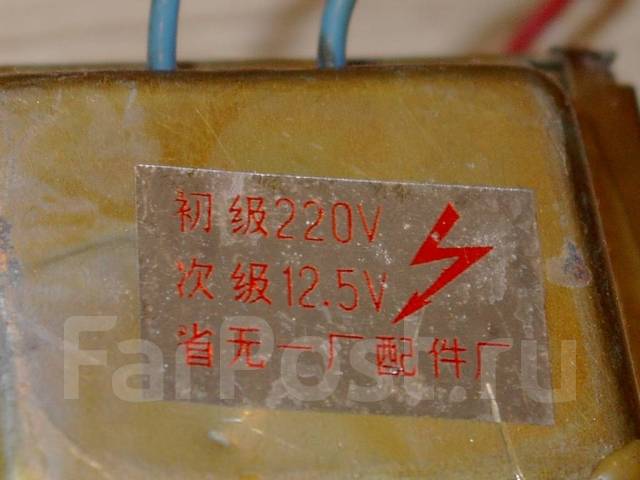 初级220V
次级12.5V
省无一厂配件厂
FarPost.ru